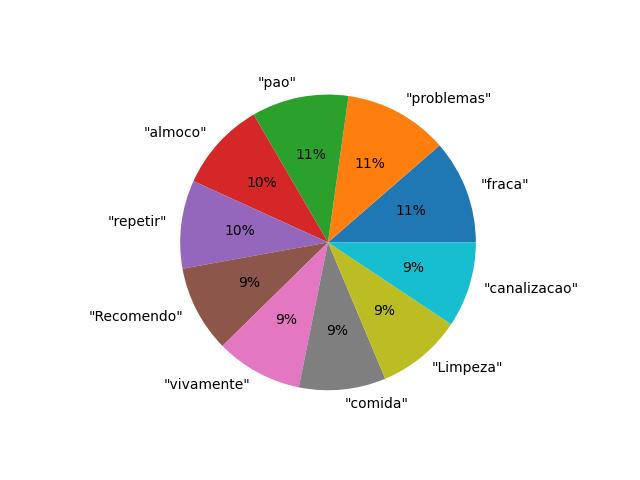 "pao"
"problemas"
"almoco"
11%
11%
10%
"fraca"
11%
"repetir"
10%
9%
"canalizacao"
9%
"Recomendo"
9%
9%
9%
"Limpeza"
"vivamente"
"comida"